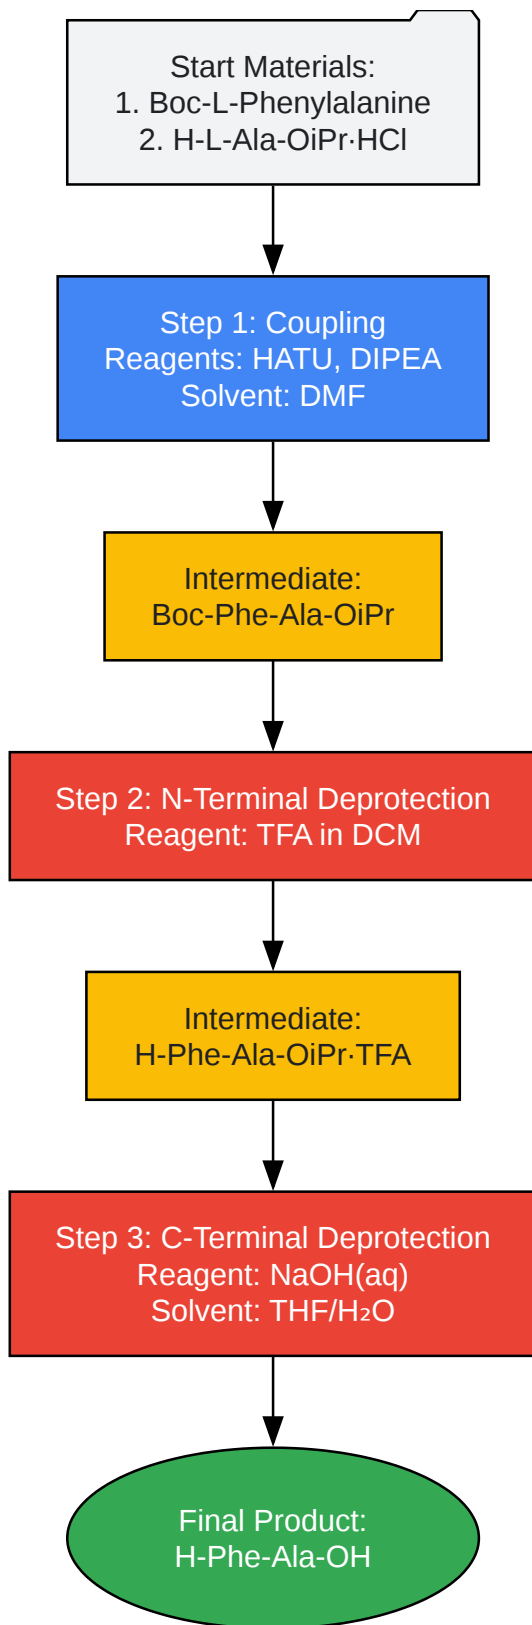 Start Materials:
1. Boc-L-Phenylalanine
2. H-L-Ala-OiPr·HCl
Step 1: Coupling
Reagents: HATU, DIPEA
Solvent: DMF
Intermediate:
Boc-Phe-Ala-OiPr
Step 2: N-Terminal Deprotection
Reagent: TFA in DCM
Intermediate:
H-Phe-Ala-OiPr·TFA
Step 3: C-Terminal Deprotection
Reagent: NaOH(aq)
Solvent: THF/H₂O
Final Product:
H-Phe-Ala-OH